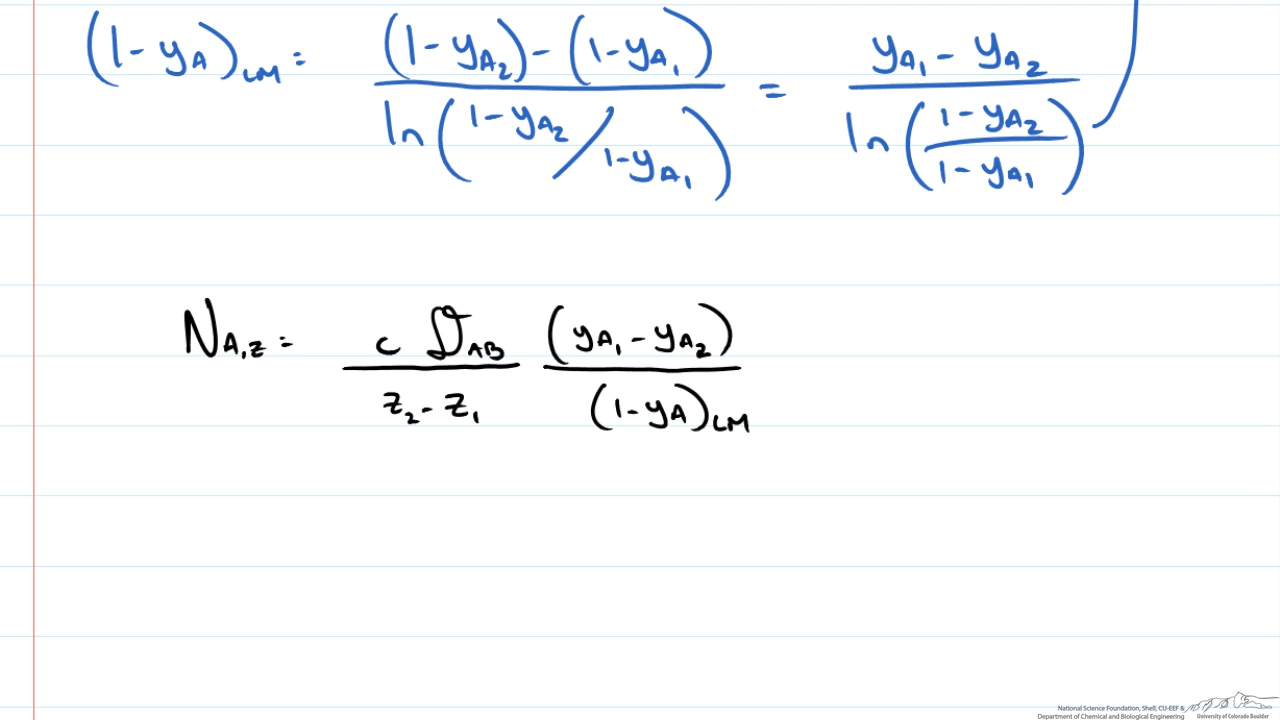 (1-yA)LM = (1-yA2)-(1-yA1) / ln(1-yA2/1-yA1) = yA1-yA2 / ln(1-yA2/1-yA1)
NA,z = c DAB / z2-z1 (yA1-yA2) / (1-yA)LM
National Science Foundation, Shell, CU-EEF &
Department of Chemical and Biological Engineering University of Colorado Boulder